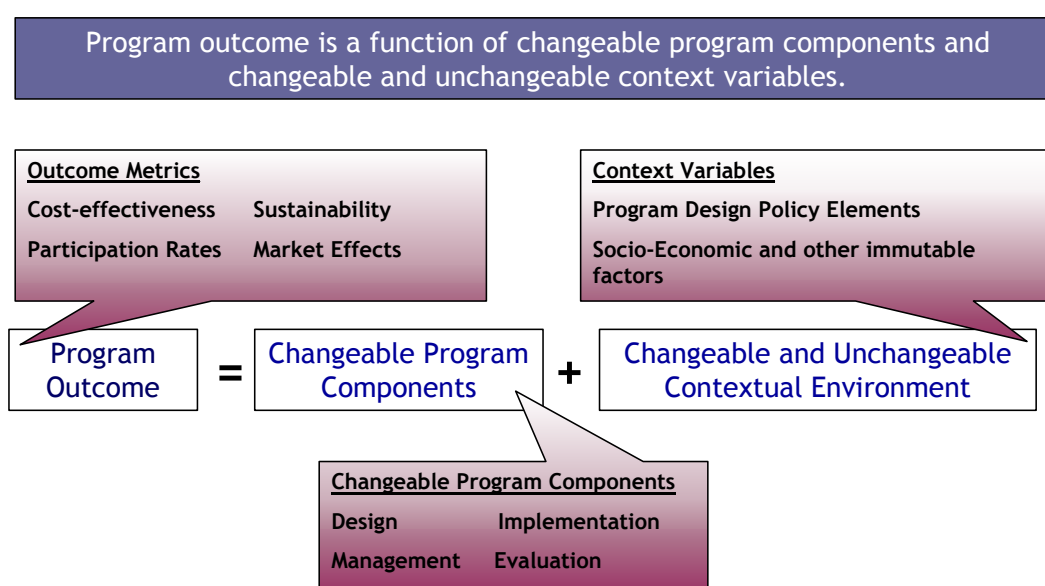 Program outcome is a function of changeable program components and
changeable and unchangeable context variables.
Outcome Metrics
Cost-effectiveness Sustainability
Participation Rates Market Effects
Context Variables
Program Design Policy Elements
Socio-Economic and other immutable
factors
Program
Outcome
=
Changeable Program
Components
+
Changeable and Unchangeable
Contextual Environment
Changeable Program Components
Design Implementation
Management Evaluation